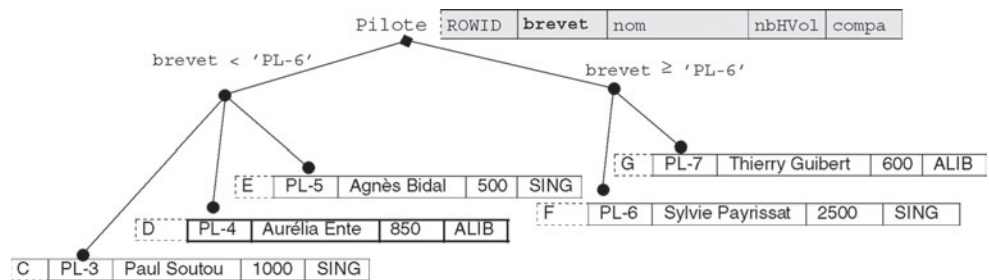 Pilote ROWID brevet nom nbHVol compa
brevet < 'PL-6'
brevet ≥ 'PL-6'
G PL-7 Thierry Guibert 600 ALIB
E PL-5 Agnès Bidal 500 SING
F PL-6 Sylvie Payrissat 2500 SING
D PL-4 Aurélia Ente 850 ALIB
C PL-3 Paul Soutou 1000 SING